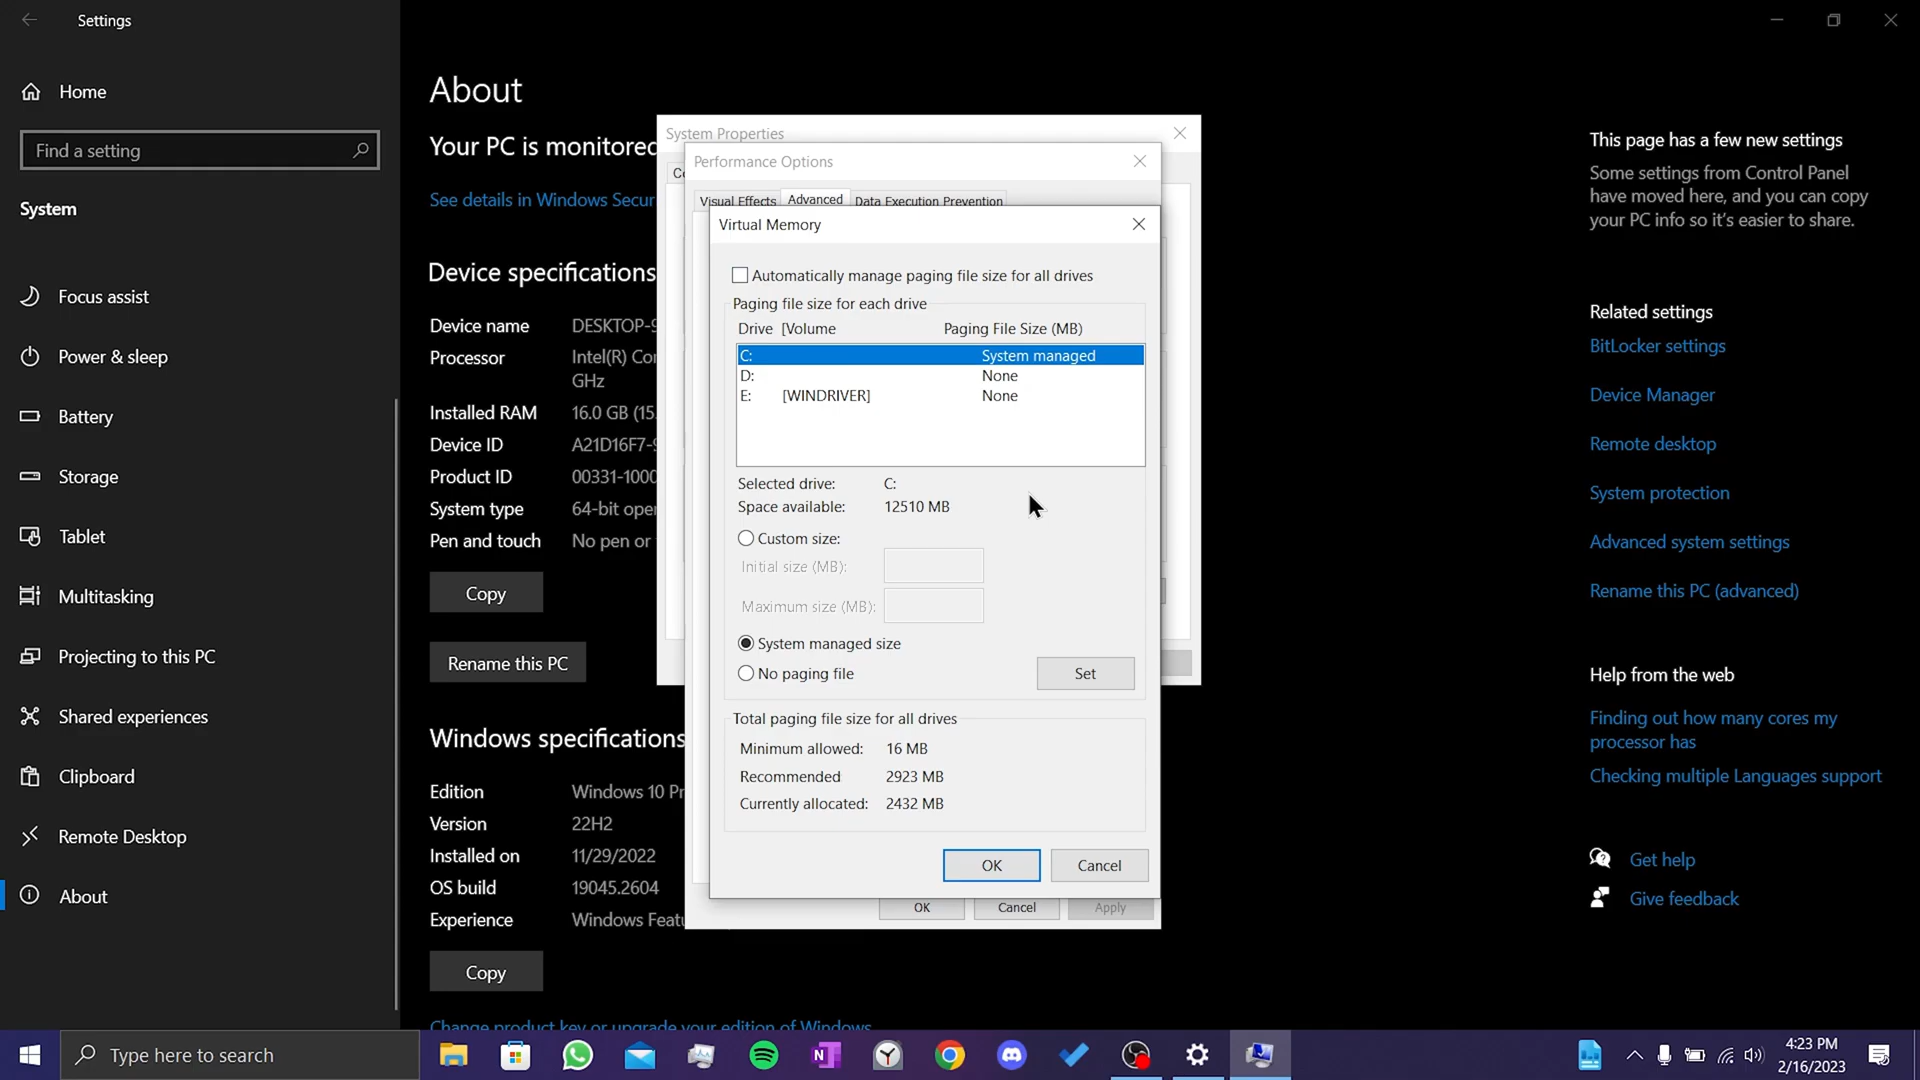 Settings
Home
Find a setting
System
Focus assist
Power & sleep
Battery
Storage
Tablet
Multitasking
Projecting to this PC
Shared experiences
Clipboard
Remote Desktop
About
About
Your PC is monitored
See details in Windows Secur
Device specifications
Device name DESKTOP-9
Processor Intel(R) Cor
GHz
Installed RAM 16.0 GB (15.
Device ID A21D16F7-9
Product ID 00331-1000
System type 64-bit oper
Pen and touch No pen or
Copy
Rename this PC
Windows specifications
Edition Windows 10 Pr
Version 22H2
Installed on 11/29/2022
OS build 19045.2604
Experience Windows Featu
Copy
Change product key or upgrade your edition of Windows
System Properties
Performance Options
Visual Effects Advanced Data Execution Prevention
Virtual Memory
Automatically manage paging file size for all drives
Paging file size for each drive
Drive [Volume Paging File Size (MB)
C: System managed
D: None
E: [WINDRIVER] None
Selected drive: C:
Space available: 12510 MB
Custom size:
Initial size (MB):
Maximum size (MB):
System managed size
No paging file
Set
Total paging file size for all drives
Minimum allowed: 16 MB
Recommended 2923 MB
Currently allocated: 2432 MB
OK Cancel
OK Cancel Apply
This page has a few new settings
Some settings from Control Panel
have moved here, and you can copy
your PC info so it's easier to share.
Related settings
BitLocker settings
Device Manager
Remote desktop
System protection
Advanced system settings
Rename this PC (advanced)
Help from the web
Finding out how many cores my
processor has
Checking multiple Languages support
Get help
Give feedback
Type here to search
4:23 PM
2/16/2023